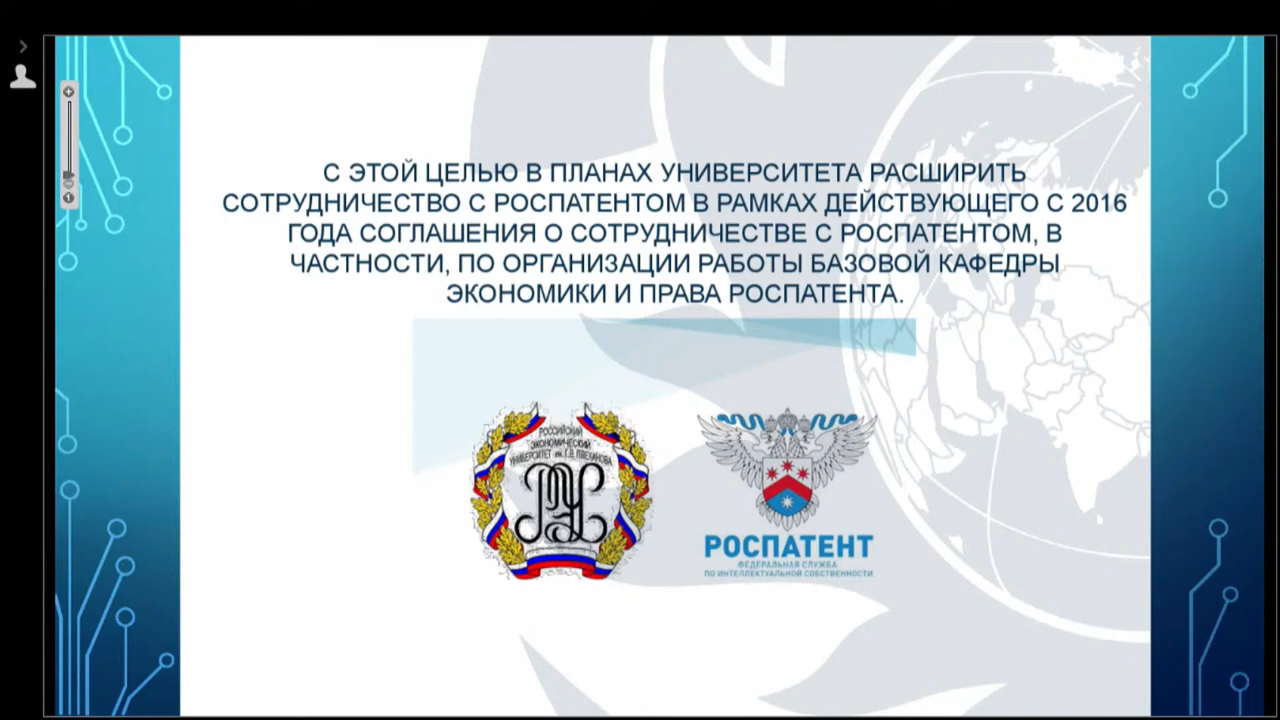 С ЭТОЙ ЦЕЛЬЮ В ПЛАНАХ УНИВЕРСИТЕТА РАСШИРИТЬ
СОТРУДНИЧЕСТВО С РОСПАТЕНТОМ В РАМКАХ ДЕЙСТВУЮЩЕГО С 2016
ГОДА СОГЛАШЕНИЯ О СОТРУДНИЧЕСТВЕ С РОСПАТЕНТОМ, В
ЧАСТНОСТИ, ПО ОРГАНИЗАЦИИ РАБОТЫ БАЗОВОЙ КАФЕДРЫ
ЭКОНОМИКИ И ПРАВА РОСПАТЕНТА.
РОССИЙСКИЙ
ЭКОНОМИЧЕСКИЙ
УНИВЕРСИТЕТ им. Г.В. ПЛЕХАНОВА
РЭУ
РОСПАТЕНТ
ФЕДЕРАЛЬНАЯ СЛУЖБА
ПО ИНТЕЛЛЕКТУАЛЬНОЙ СОБСТВЕННОСТИ